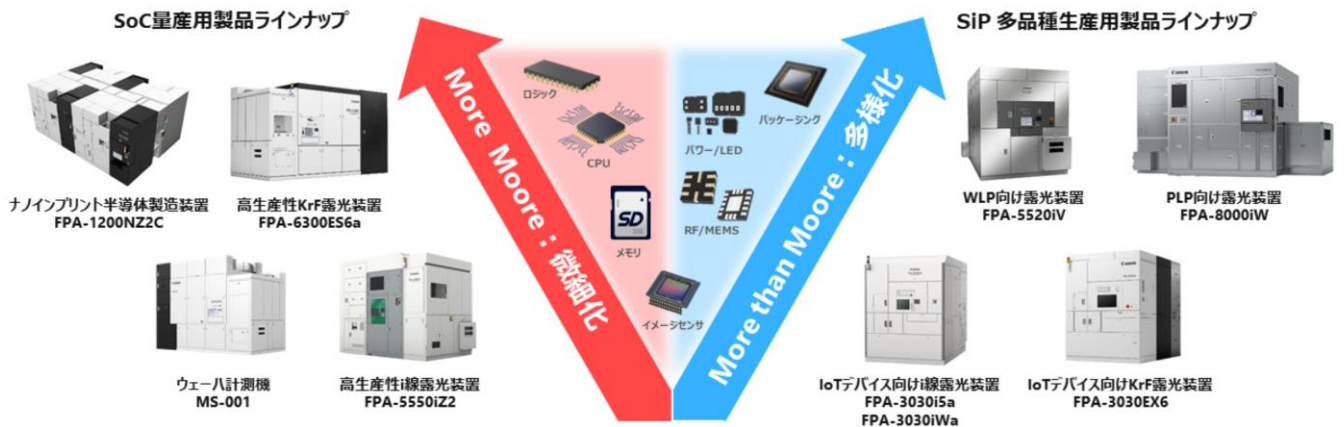 SoC量産用製品ラインナップ
ナノインプリント半導体製造装置
FPA-1200NZ2C
高生産性KrF露光装置
FPA-6300ES6a
ウェーハ計測機
MS-001
高生産性i線露光装置
FPA-5550iZ2
More Moore：微細化
ロジック
CPU
SD
メモリ
イメージセンサ
パワー/LED
パッケージング
RF/MEMS
More than Moore：多様化
SiP 多品種生産用製品ラインナップ
Canon
WLP向け露光装置
FPA-5520iV
Canon
PLP向け露光装置
FPA-8000iW
IoTデバイス向けi線露光装置
FPA-3030i5a
FPA-3030iWa
Canon
IoTデバイス向けKrF露光装置
FPA-3030EX6